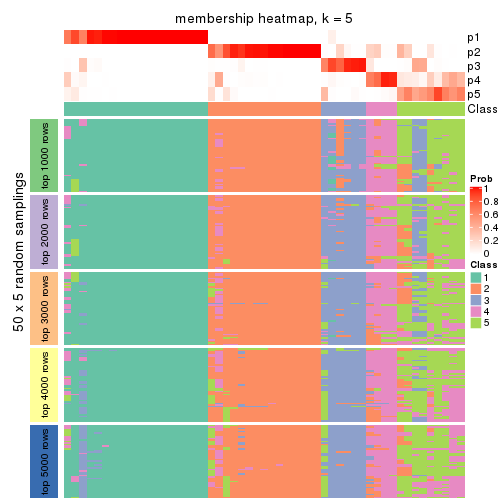 membership heatmap, k = 5
p1
p2
p3
p4
p5
Class
50 x 5 random samplings
top 1000 rows
top 2000 rows
top 3000 rows
top 4000 rows
top 5000 rows
Prob
1
0.8
0.6
0.4
0.2
0
Class
1
2
3
4
5